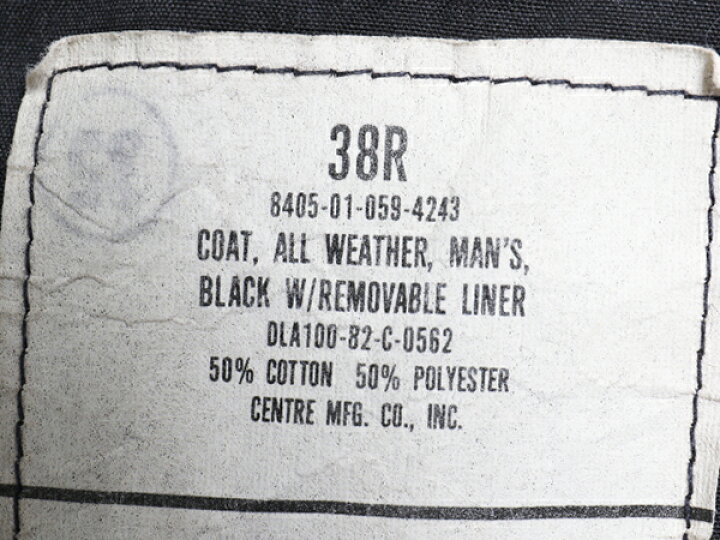 38R
8405-01-059-4243
COAT, ALL WEATHER, MAN'S,
BLACK W/REMOVABLE LINER
DLA100-82-C-0562
50% COTTON 50% POLYESTER
CENTRE MFG. CO., INC.